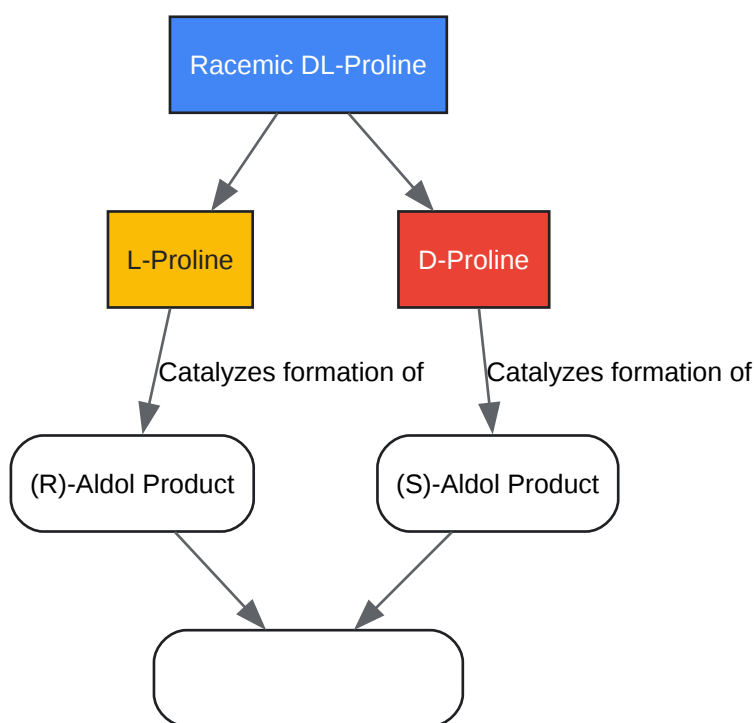 Racemic DL-Proline
L-Proline
D-Proline
Catalyzes formation of
Catalyzes formation of
(R)-Aldol Product
(S)-Aldol Product